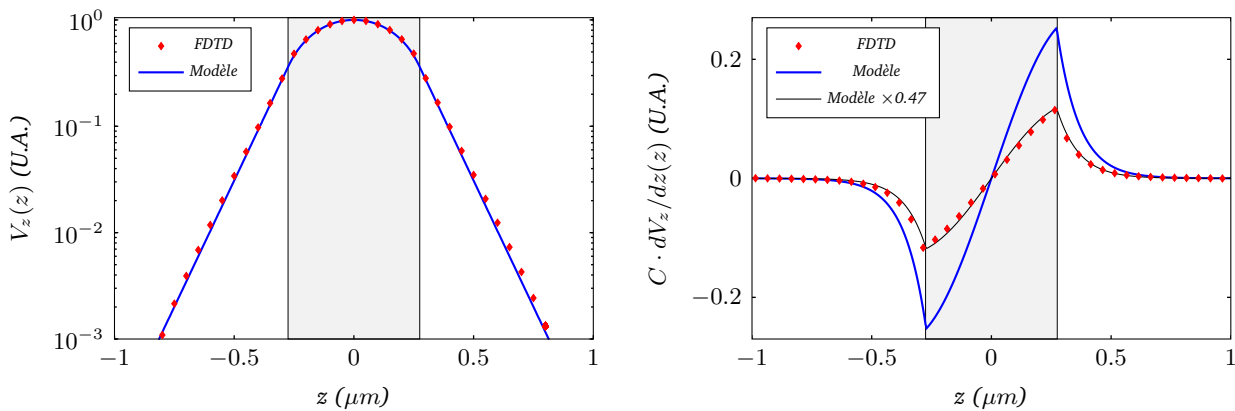 V_z(z) (U.A.)
10^0
10^{-1}
10^{-2}
10^{-3}
FDTD
Modèle
−1
−0.5
0
0.5
1
z (μm)
C · dV_z/dz(z) (U.A.)
0.2
0
−0.2
FDTD
Modèle
Modèle ×0.47
−1
−0.5
0
0.5
1
z (μm)